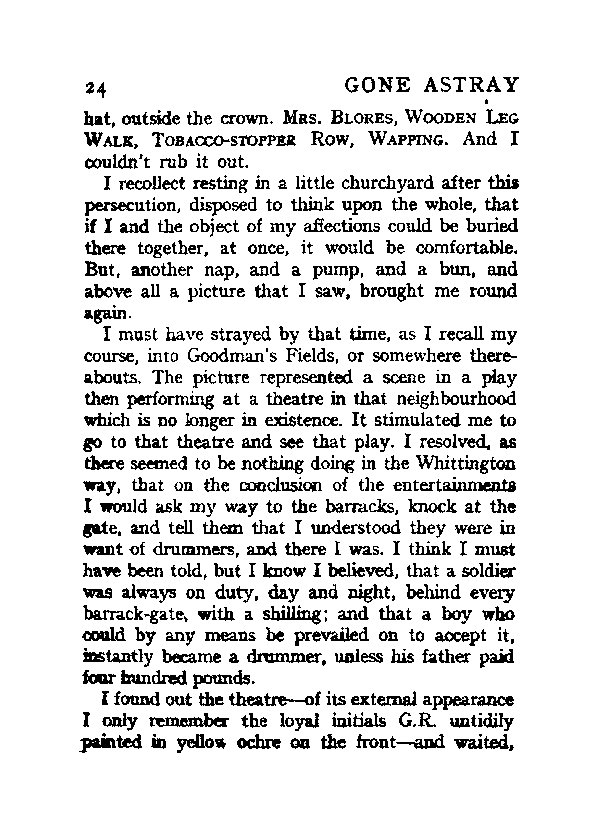 24 GONE ASTRAY
hat, outside the crown. MRS. BLORES, WOODEN LEG
WALK, TOBACCO-STOPPER ROW, WAPPING. And I
couldn't rub it out.
I recollect resting in a little churchyard after this
persecution, disposed to think upon the whole, that
if I and the object of my affections could be buried
there together, at once, it would be comfortable.
But, another nap, and a pump, and a bun, and
above all a picture that I saw, brought me round
again.
I must have strayed by that time, as I recall my
course, into Goodman's Fields, or somewhere there-
abouts. The picture represented a scene in a play
then performing at a theatre in that neighbourhood
which is no longer in existence. It stimulated me to
go to that theatre and see that play. I resolved, as
there seemed to be nothing doing in the Whittington
way, that on the conclusion of the entertainments
I would ask my way to the barracks, knock at the
gate, and tell them that I understood they were in
want of drummers, and there I was. I think I must
have been told, but I know I believed, that a soldier
was always on duty, day and night, behind every
barrack-gate, with a shilling; and that a boy who
could by any means be prevailed on to accept it,
instantly became a drummer, unless his father paid
four hundred pounds.
I found out the theatre—of its external appearance
I only remember the loyal initials G.R. untidily
painted in yellow ochre on the front—and waited,